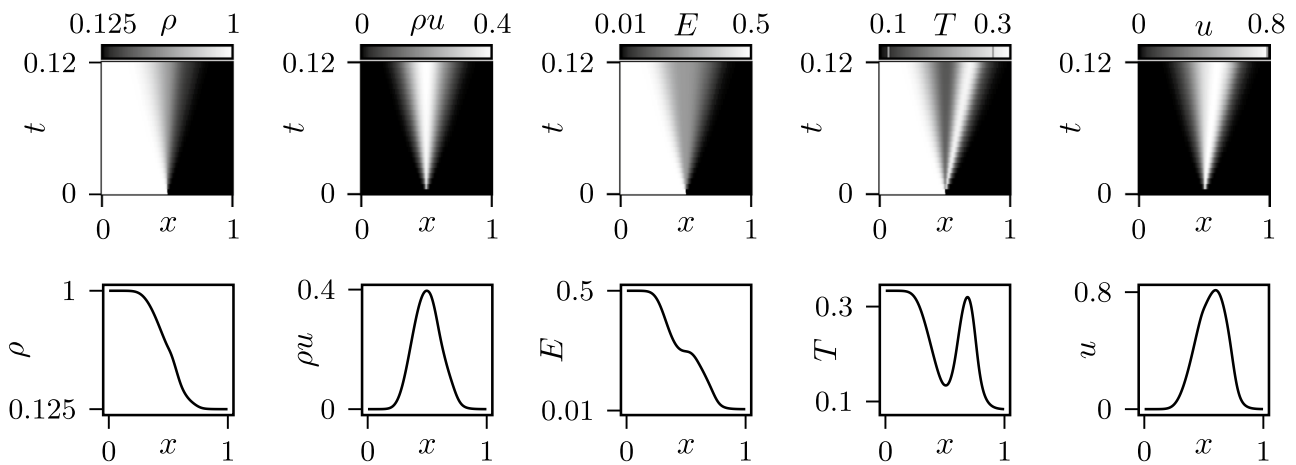 0.125 ρ 1 0 ρu 0.4 0.01 E 0.5 0.1 T 0.3 0 u 0.8
0.12 0.12 0.12 0.12 0.12
t t t t t
0 0 0 0 0
0 x 1 0 x 1 0 x 1 0 x 1 0 x 1
1 0.4 0.5 0.3 0.8
ρ ρu E T u
0.125 0 0.01 0.1 0
0 x 1 0 x 1 0 x 1 0 x 1 0 x 1